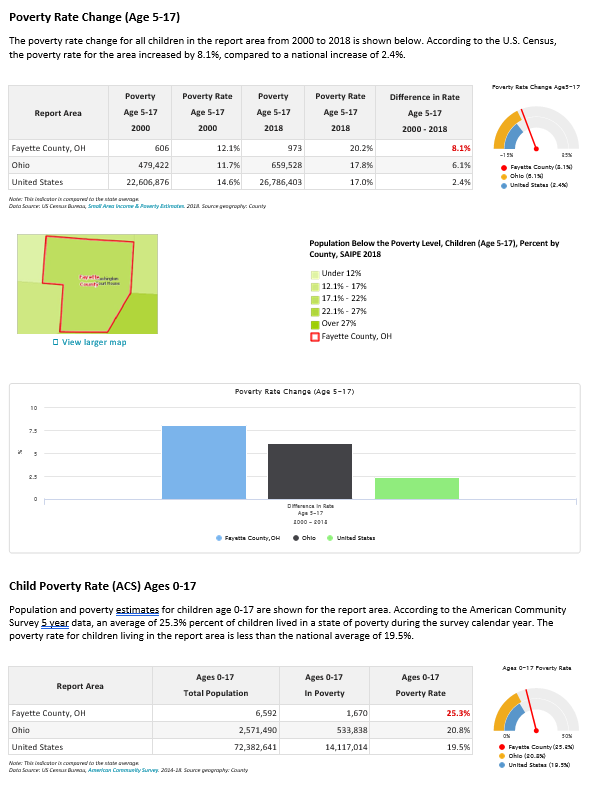 Poverty Rate Change (Age 5-17)
The poverty rate change for all children in the report area from 2000 to 2018 is shown below. According to the U.S. Census,
the poverty rate for the area increased by 8.1%, compared to a national increase of 2.4%.
Report Area | Poverty Age 5-17 2000 | Poverty Rate Age 5-17 2000 | Poverty Age 5-17 2018 | Poverty Rate Age 5-17 2018 | Difference in Rate Age 5-17 2000 - 2018
Fayette County, OH 606 12.1% 973 20.2% 8.1%
Ohio 479,422 11.7% 659,528 17.8% 6.1%
United States 22,606,876 14.6% 26,786,403 17.0% 2.4%
Note: This indicator is compared to the state average.
Data Source: US Census Bureau, Small Area Income & Poverty Estimates. 2018. Source geography: County
Poverty Rate Change Age5-17
-15% 35%
Fayette County (8.1%)
Ohio (6.1%)
United States (2.4%)
Fayette
County
View larger map
Population Below the Poverty Level, Children (Age 5-17), Percent by
County, SAIPE 2018
Under 12%
12.1% - 17%
17.1% - 22%
22.1% - 27%
Over 27%
Fayette County, OH
Poverty Rate Change (Age 5-17)
10
7.5
%
5
2.5
0
Difference in Rate
Age 5-17
2000 - 2018
Fayette County, OH Ohio United States
Child Poverty Rate (ACS) Ages 0-17
Population and poverty estimates for children age 0-17 are shown for the report area. According to the American Community
Survey 5 year data, an average of 25.3% percent of children lived in a state of poverty during the survey calendar year. The
poverty rate for children living in the report area is less than the national average of 19.5%.
Report Area | Ages 0-17 Total Population | Ages 0-17 In Poverty | Ages 0-17 Poverty Rate
Fayette County, OH 6,592 1,670 25.3%
Ohio 2,571,490 533,838 20.8%
United States 72,382,641 14,117,014 19.5%
Note: This indicator is compared to the state average.
Data Source: US Census Bureau, American Community Survey. 2014-18. Source geography: County
Ages 0-17 Poverty Rate
0% 50%
Fayette County (25.3%)
Ohio (20.8%)
United States (19.5%)